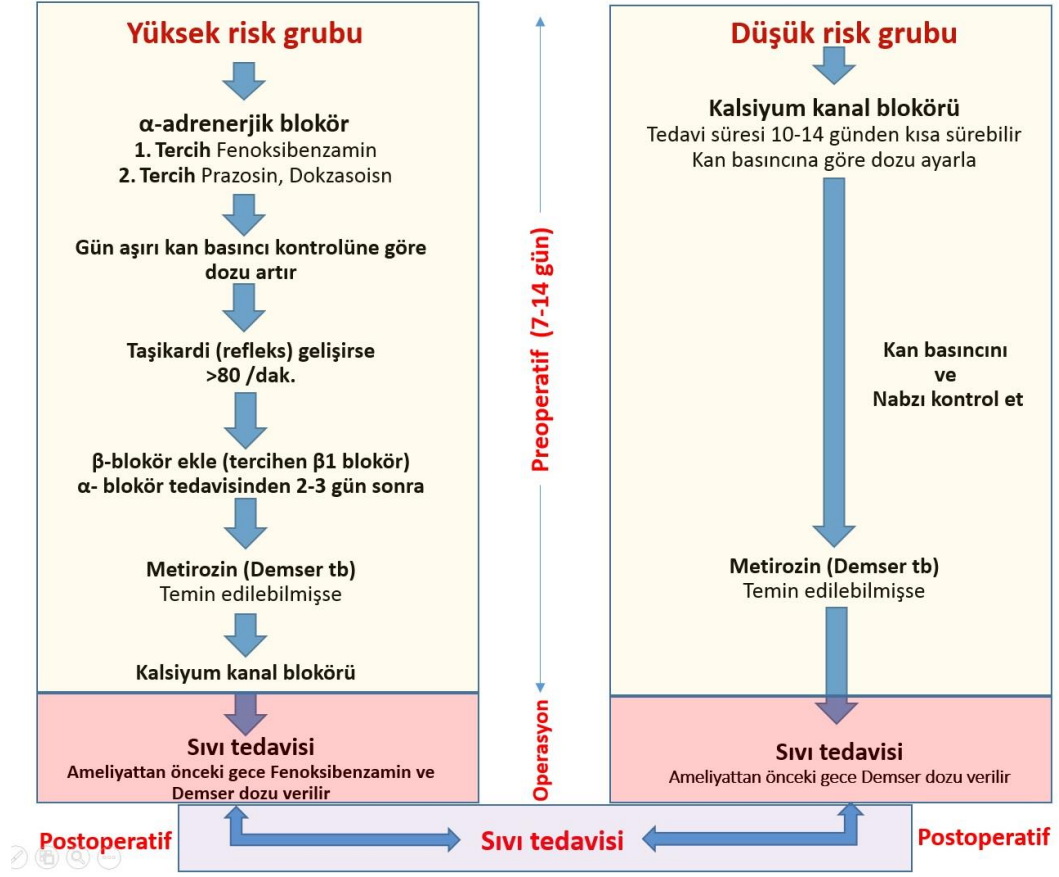 Yüksek risk grubu
α-adrenerjik blokör
1. Tercih Fenoksibenzamin
2. Tercih Prazosin, Dokzasoisn
Gün aşırı kan basıncı kontrolüne göre
dozu artır
Taşikardi (refleks) gelişirse
>80 /dak.
β-blokör ekle (tercihen β1 blokör)
α- blokör tedavisinden 2-3 gün sonra
Metirozin (Demser tb)
Temin edilebilmişse
Kalsiyum kanal blokörü
Sıvı tedavisi
Ameliyattan önceki gece Fenoksibenzamin ve
Demser dozu verilir
Preoperatif (7-14 gün)
Operasyon
Düşük risk grubu
Kalsiyum kanal blokörü
Tedavi süresi 10-14 günden kısa sürebilir
Kan basıncına göre dozu ayarla
Kan basıncını
ve
Nabzı kontrol et
Metirozin (Demser tb)
Temin edilebilmişse
Sıvı tedavisi
Ameliyattan önceki gece Demser dozu verilir
Postoperatif
Sıvı tedavisi
Postoperatif